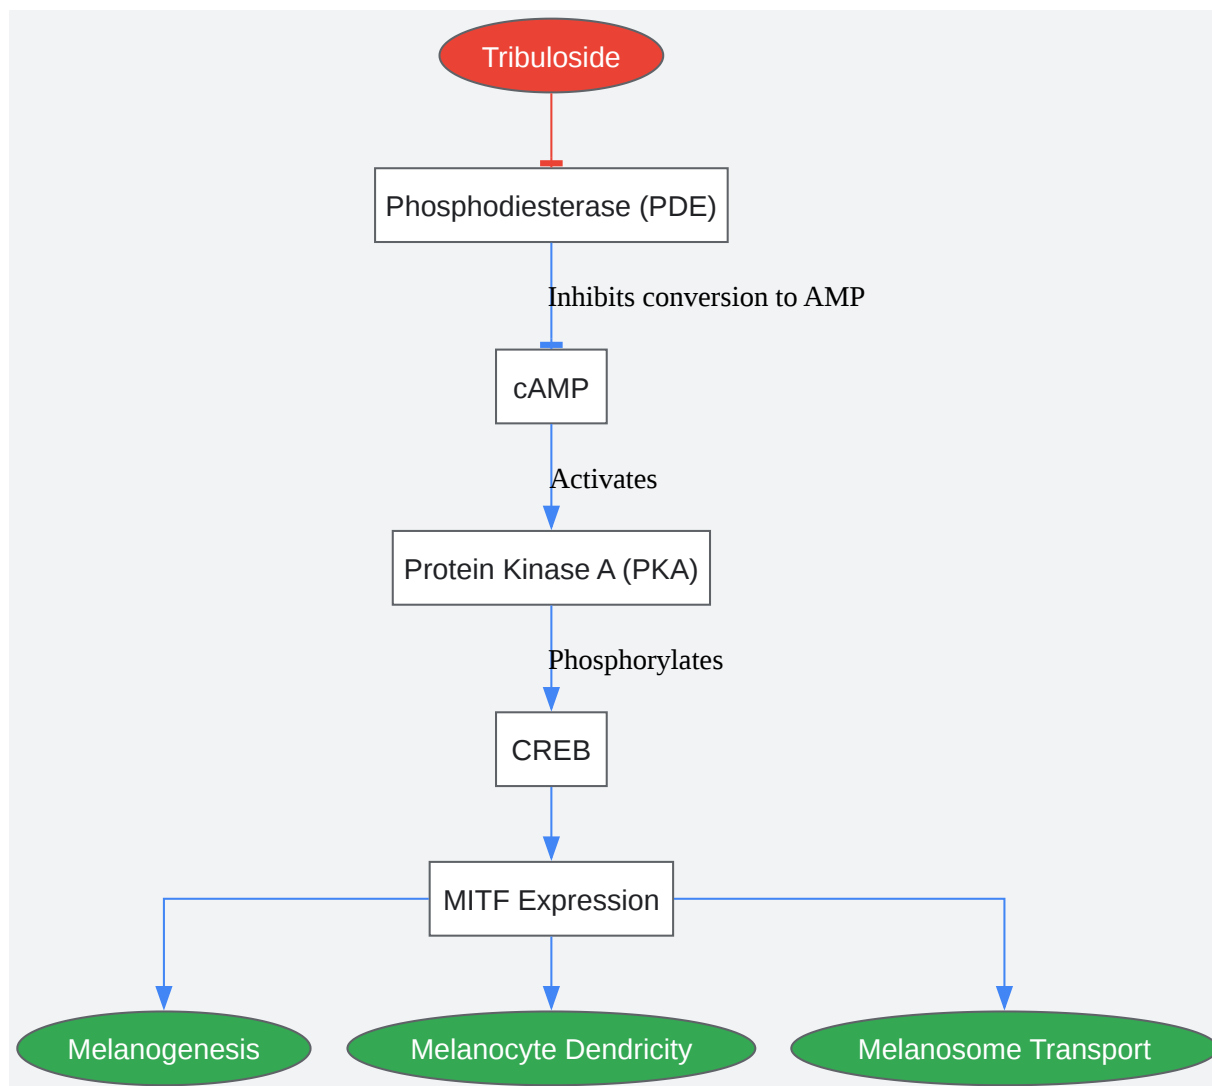 Tribuloside
Phosphodiesterase (PDE)
Inhibits conversion to AMP
cAMP
Activates
Protein Kinase A (PKA)
Phosphorylates
CREB
MITF Expression
Melanogenesis
Melanocyte Dendricity
Melanosome Transport